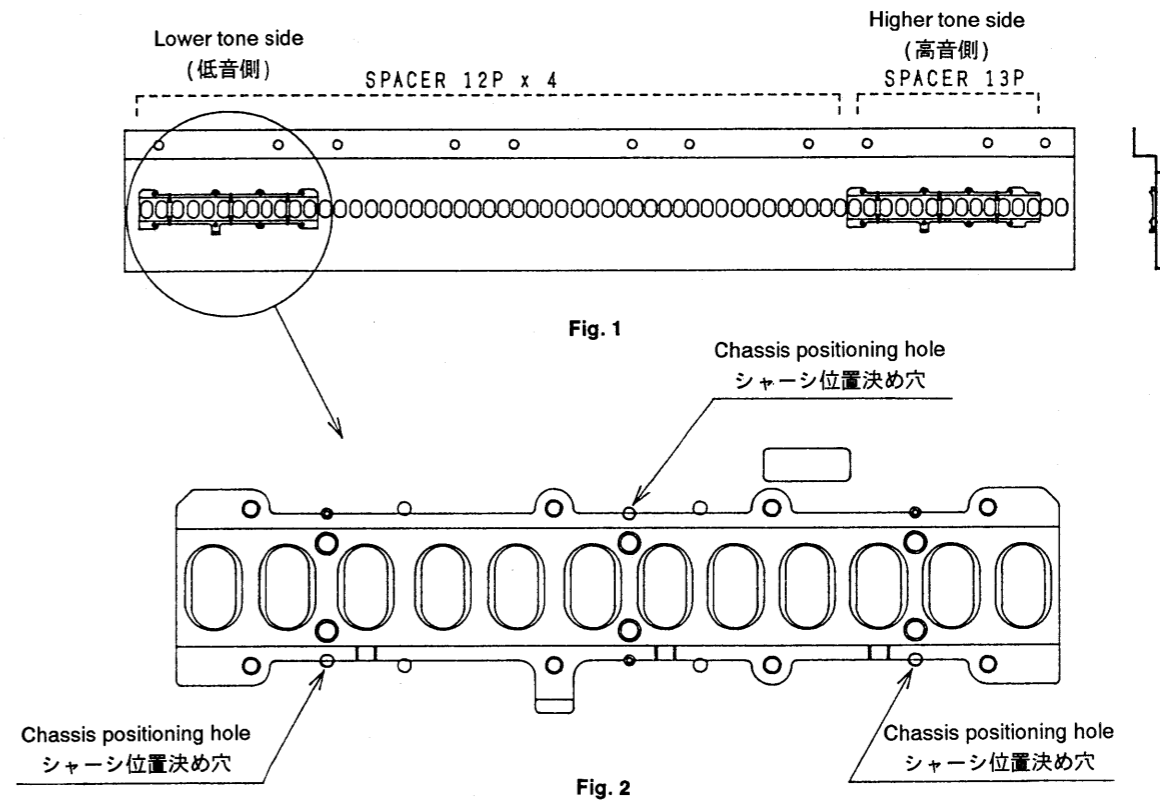 Lower tone side
(低音側)
Higher tone side
(高音側)
SPACER 12P x 4
SPACER 13P
Fig. 1
Chassis positioning hole
シャーシ位置決め穴
Chassis positioning hole
シャーシ位置決め穴
Chassis positioning hole
シャーシ位置決め穴
Fig. 2